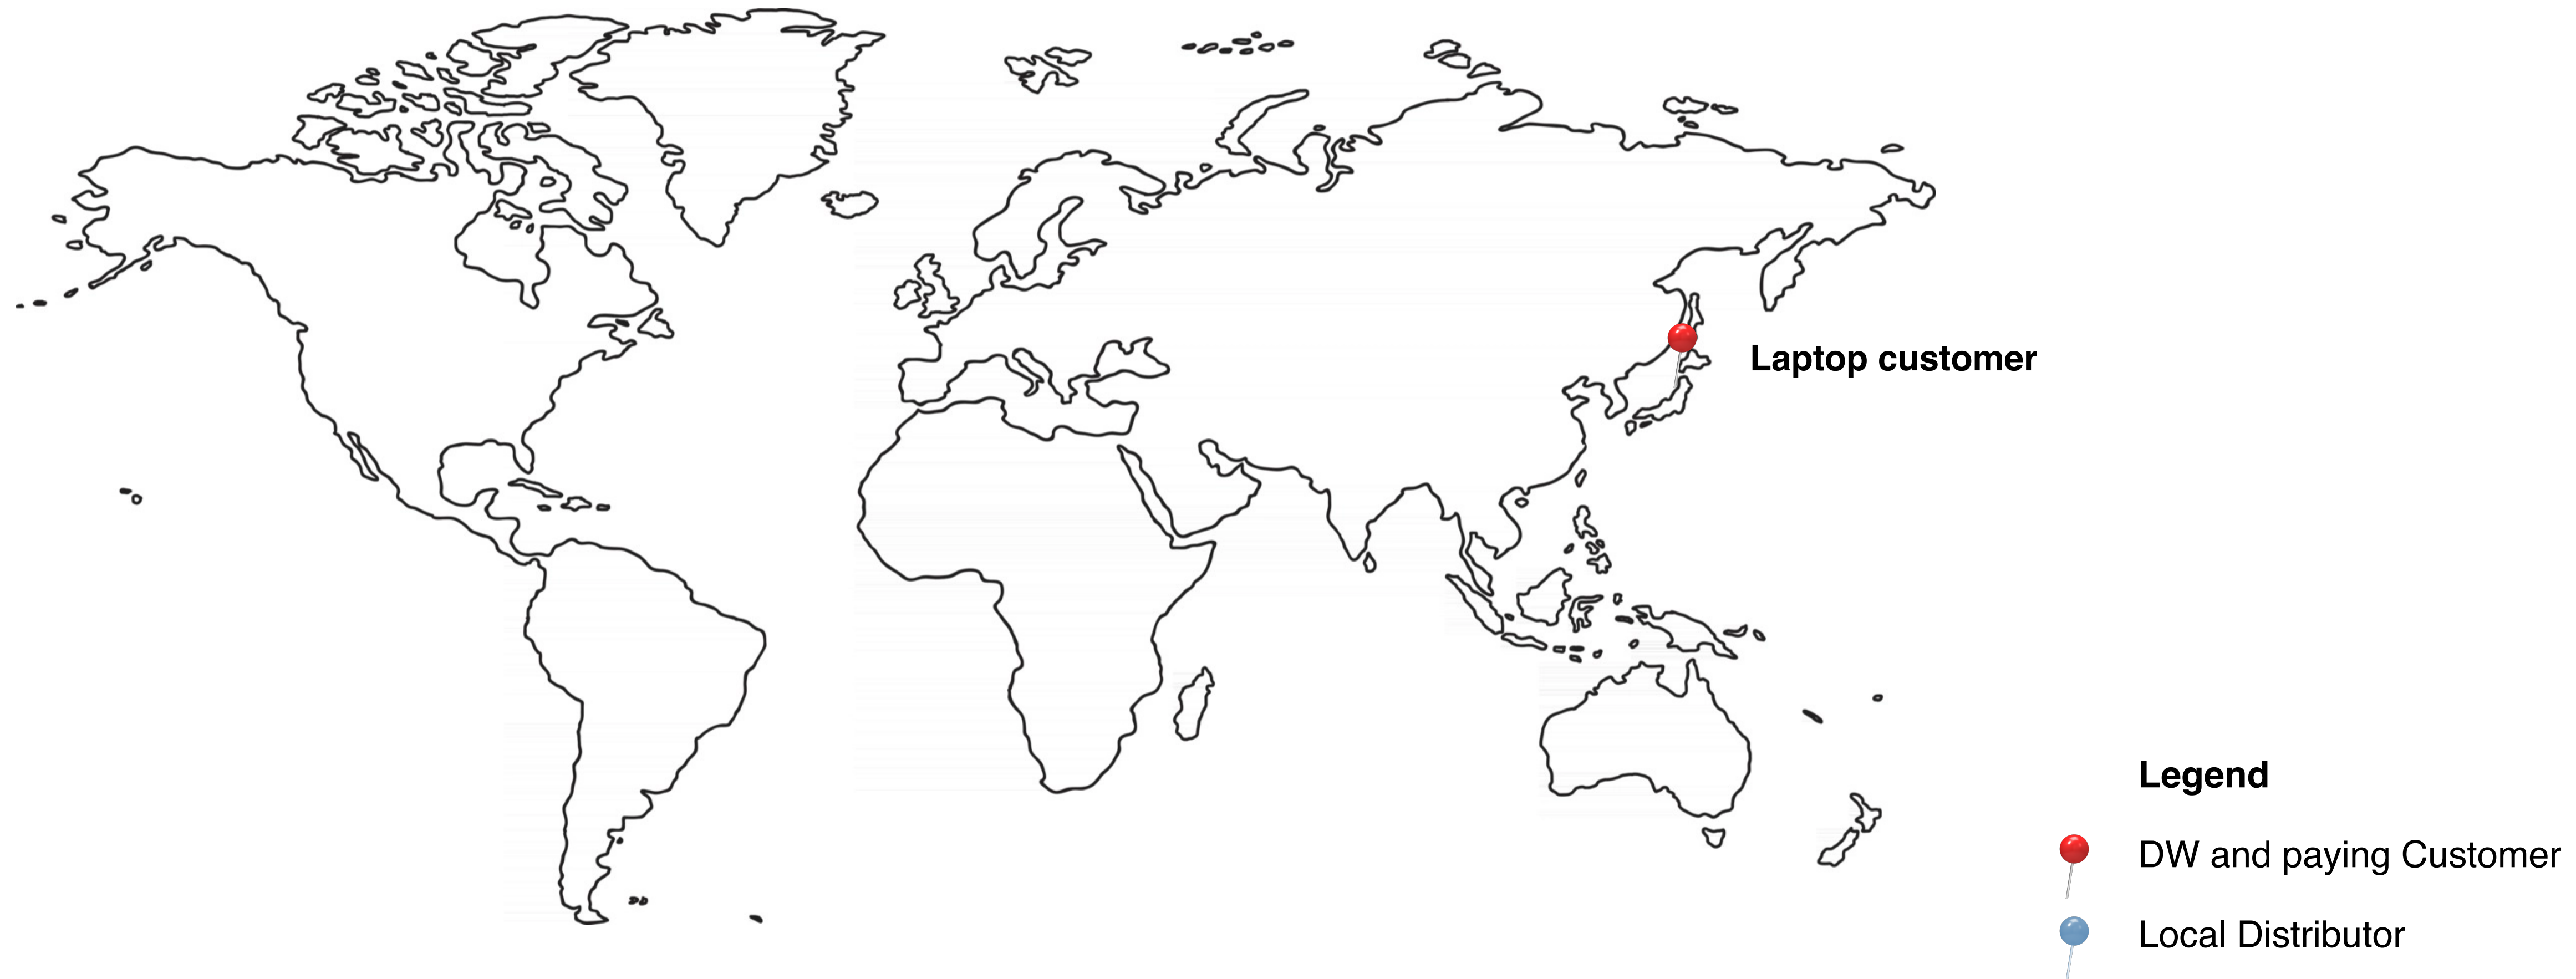 Laptop customer
Legend
DW and paying Customer
Local Distributor